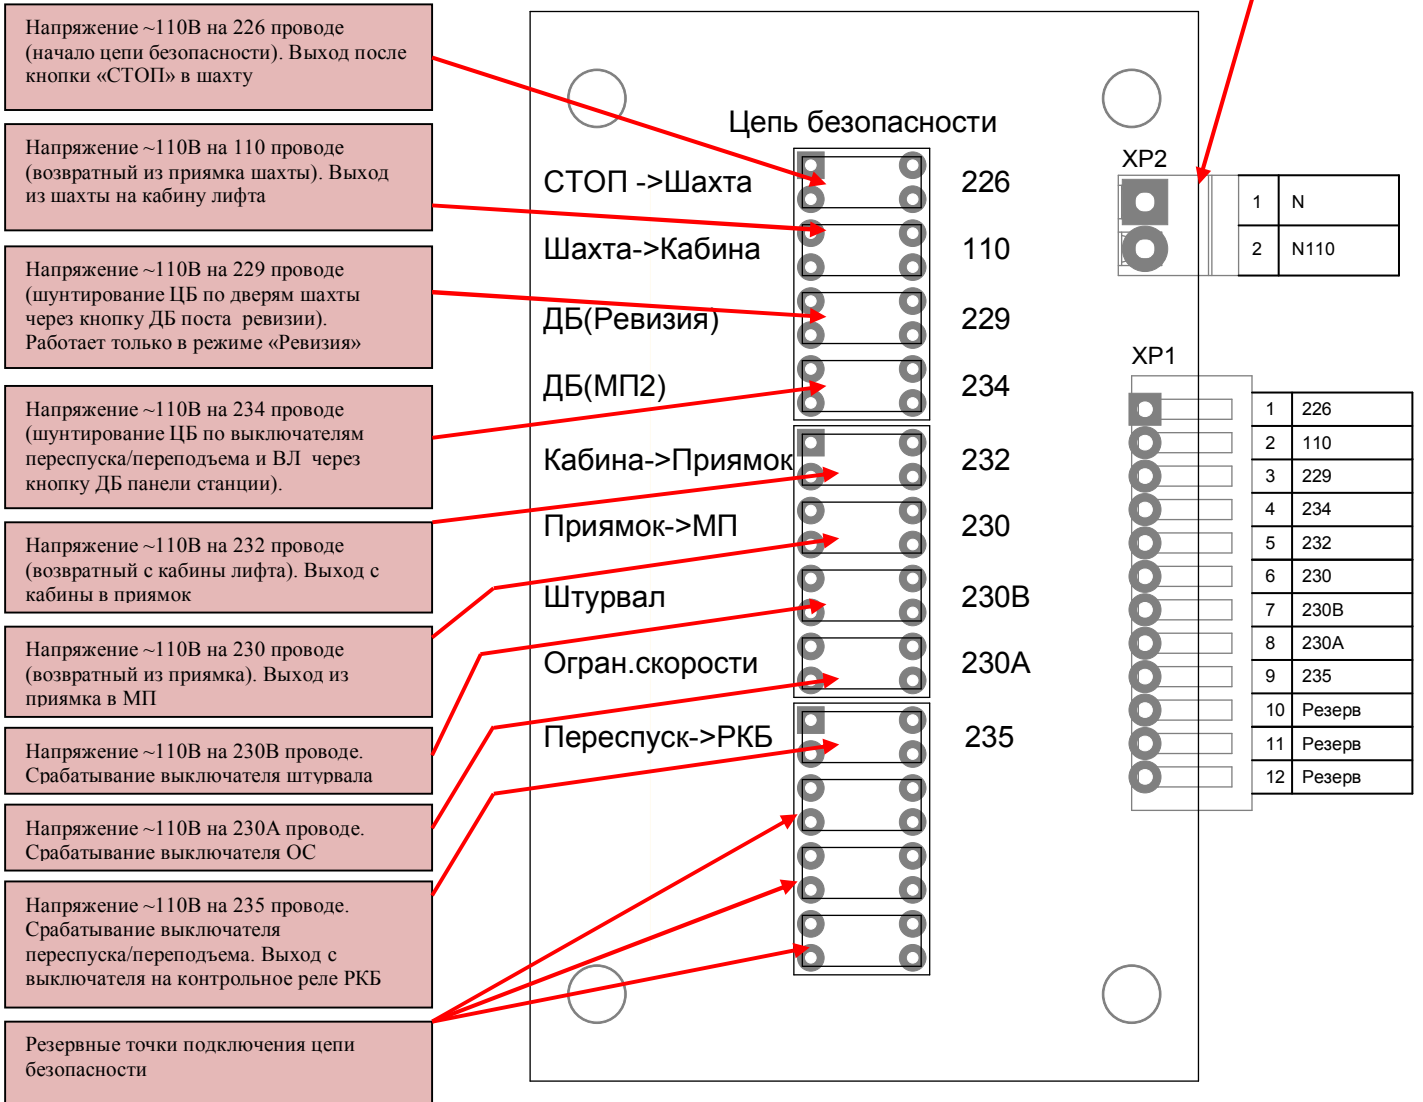 Напряжение ~110В на 226 проводе
(начало цепи безопасности). Выход после
кнопки «СТОП» в шахту
Напряжение ~110В на 110 проводе
(возвратный из приямка шахты). Выход
из шахты на кабину лифта
Напряжение ~110В на 229 проводе
(шунтирование ЦБ по дверям шахты
через кнопку ДБ поста ревизии).
Работает только в режиме «Ревизия»
Напряжение ~110В на 234 проводе
(шунтирование ЦБ по выключателям
переспуска/переподъема и ВЛ через
кнопку ДБ панели станции).
Напряжение ~110В на 232 проводе
(возвратный с кабины лифта). Выход с
кабины в приямок
Напряжение ~110В на 230 проводе
(возвратный из приямка). Выход из
приямка в МП
Напряжение ~110В на 230В проводе.
Срабатывание выключателя штурвала
Напряжение ~110В на 230А проводе.
Срабатывание выключателя ОС
Напряжение ~110В на 235 проводе.
Срабатывание выключателя
переспуска/переподъема. Выход с
выключателя на контрольное реле РКБ
Резервные точки подключения цепи
безопасности
Цепь безопасности
СТОП ->Шахта 226
Шахта->Кабина 110
ДБ(Ревизия) 229
ДБ(МП2) 234
Кабина->Приямок 232
Приямок->МП 230
Штурвал 230В
Огран.скорости 230А
Переспуск->РКБ 235
XP2
1 N
2 N110
XP1
1 226
2 110
3 229
4 234
5 232
6 230
7 230В
8 230А
9 235
10 Резерв
11 Резерв
12 Резерв